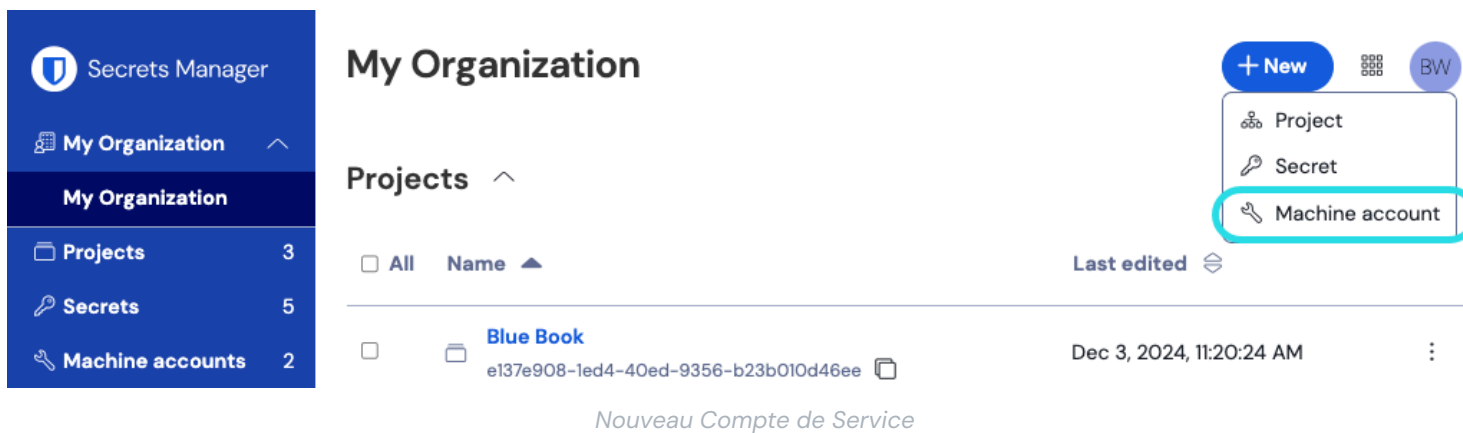 Secrets Manager
My Organization
My Organization
Projects 3
Secrets 5
Machine accounts 2
My Organization
+ New
BW
Project
Secret
Machine account
Projects
All Name Last edited
Blue Book
e137e908-1ed4-40ed-9356-b23b010d46ee
Dec 3, 2024, 11:20:24 AM
Nouveau Compte de Service